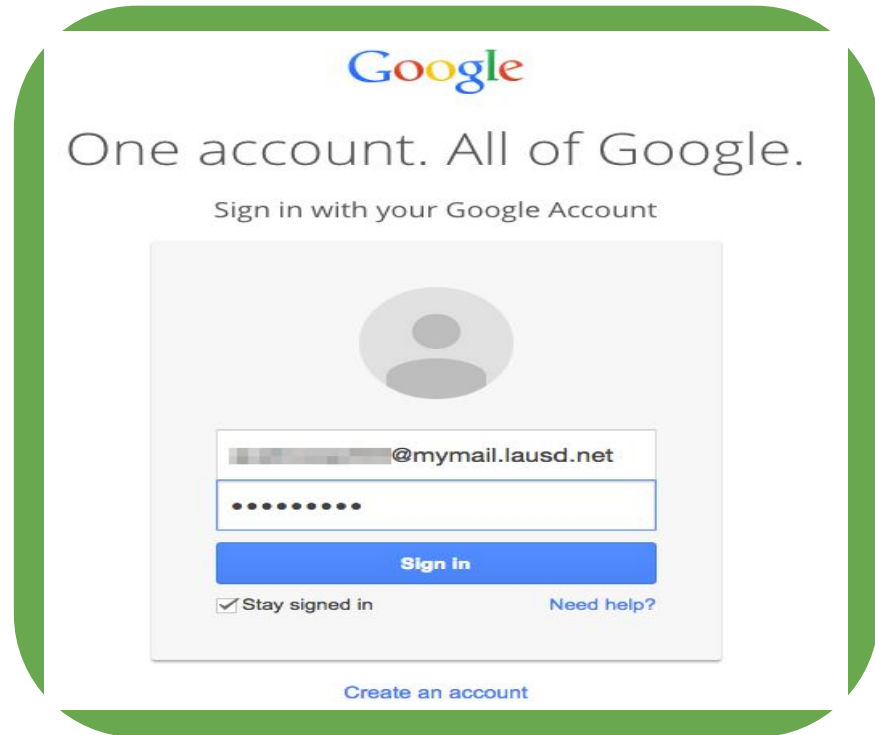 Google
One account. All of Google.
Sign in with your Google Account
@mymail.lausd.net
•••••••••
Sign in
Stay signed in
Need help?
Create an account